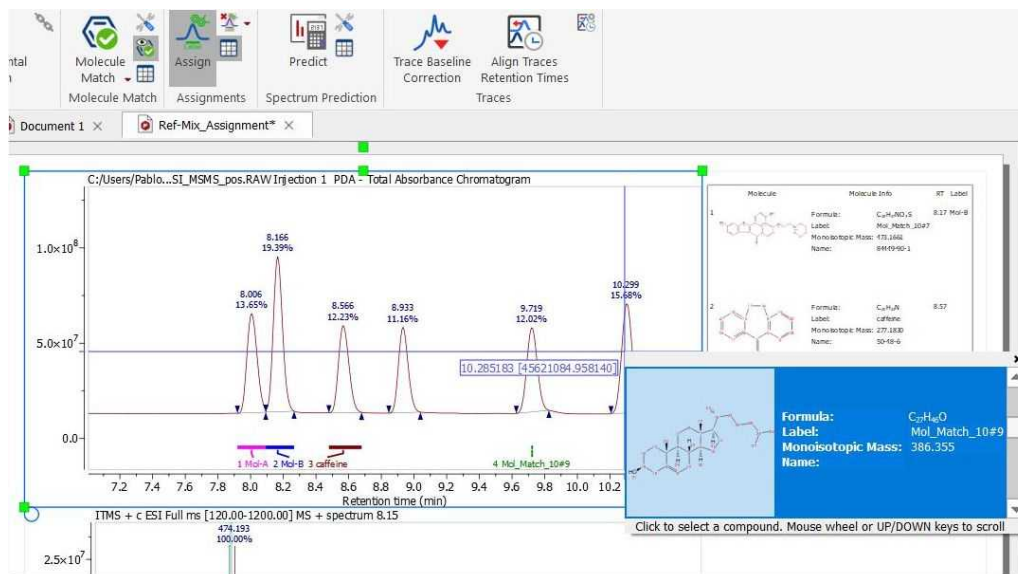 ntal
Molecule Match
Assign
Predict
Trace Baseline Correction
Align Traces Retention Times
Molecule Match
Assignments
Spectrum Prediction
Traces
Document 1 ×
Ref-Mix_Assignment* ×
C:/Users/Pablo...SI_MSMS_pos.RAW Injection 1 PDA - Total Absorbance Chromatogram
1.0×10⁸
5.0×10⁷
0.0
8.006
13.65%
8.166
19.39%
8.566
12.23%
8.933
11.16%
9.719
12.02%
10.299
15.68%
10.285183 [45621084.958140]
1 Mol-A
2 Mol-B
3 caffeine
4 Mol_Match_10#9
7.2 7.4 7.6 7.8 8.0 8.2 8.4 8.6 8.8 9.0 9.2 9.4 9.6 9.8 10.0 10.2
Retention time (min)
ITMS + c ESI Full ms [120.00-1200.00] MS + spectrum 8.15
474.193
100.00%
2.5×10⁷
Molecule Molecule Info RT Label
1
Formula:
Label: Mol_Match_10#7
Monoisotopic Mass: 473.1661
Name: 84449-90-1
8.17 Mol-B
2
Formula: C₂₀H₂₃N
Label: caffeine
Monoisotopic Mass: 277.1830
Name: 50-48-6
8.57
Formula: C₂₇H₄₆O
Label: Mol_Match_10#9
Monoisotopic Mass: 386.355
Name:
Click to select a compound. Mouse wheel or UP/DOWN keys to scroll